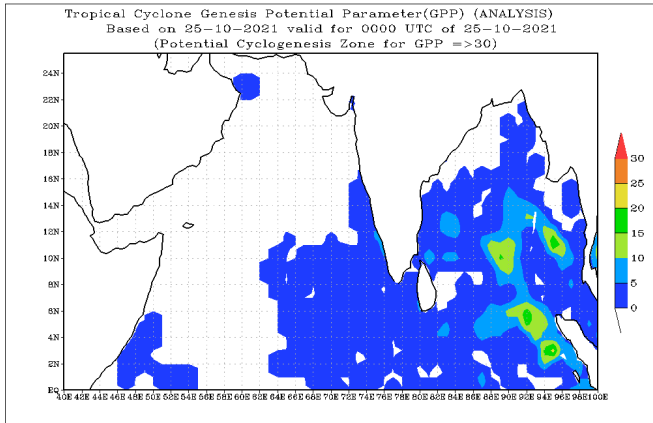 Tropical Cyclone Genesis Potential Parameter(GPP) (ANALYSIS)
Based on 25-10-2021 valid for 0000 UTC of 25-10-2021
(Potential Cyclogenesis Zone for GPP =>30)
24N
22N
20N
18N
16N
14N
12N
10N
8N
6N
4N
2N
EQ
40E 42E 44E 46E 48E 50E 52E 54E 56E 58E 60E 62E 64E 66E 68E 70E 72E 74E 76E 78E 80E 82E 84E 86E 88E 90E 92E 94E 96E 98E 100E
30
25
20
15
10
5
0